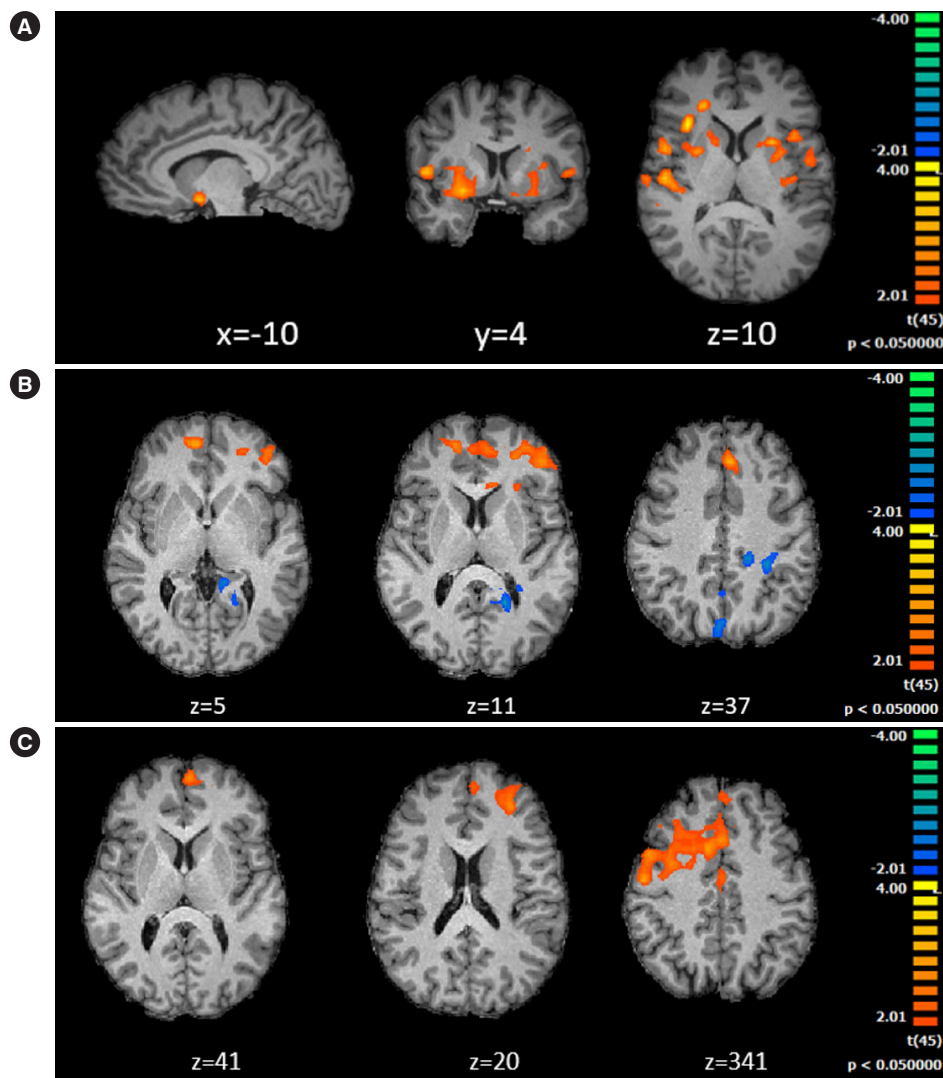 A
-4.00
-2.01
4.00
2.01
t(45)
p < 0.050000
x=-10
y=4
z=10
B
-4.00
-2.01
4.00
2.01
t(45)
p < 0.050000
z=5
z=11
z=37
C
-4.00
-2.01
4.00
2.01
t(45)
p < 0.050000
z=41
z=20
z=341